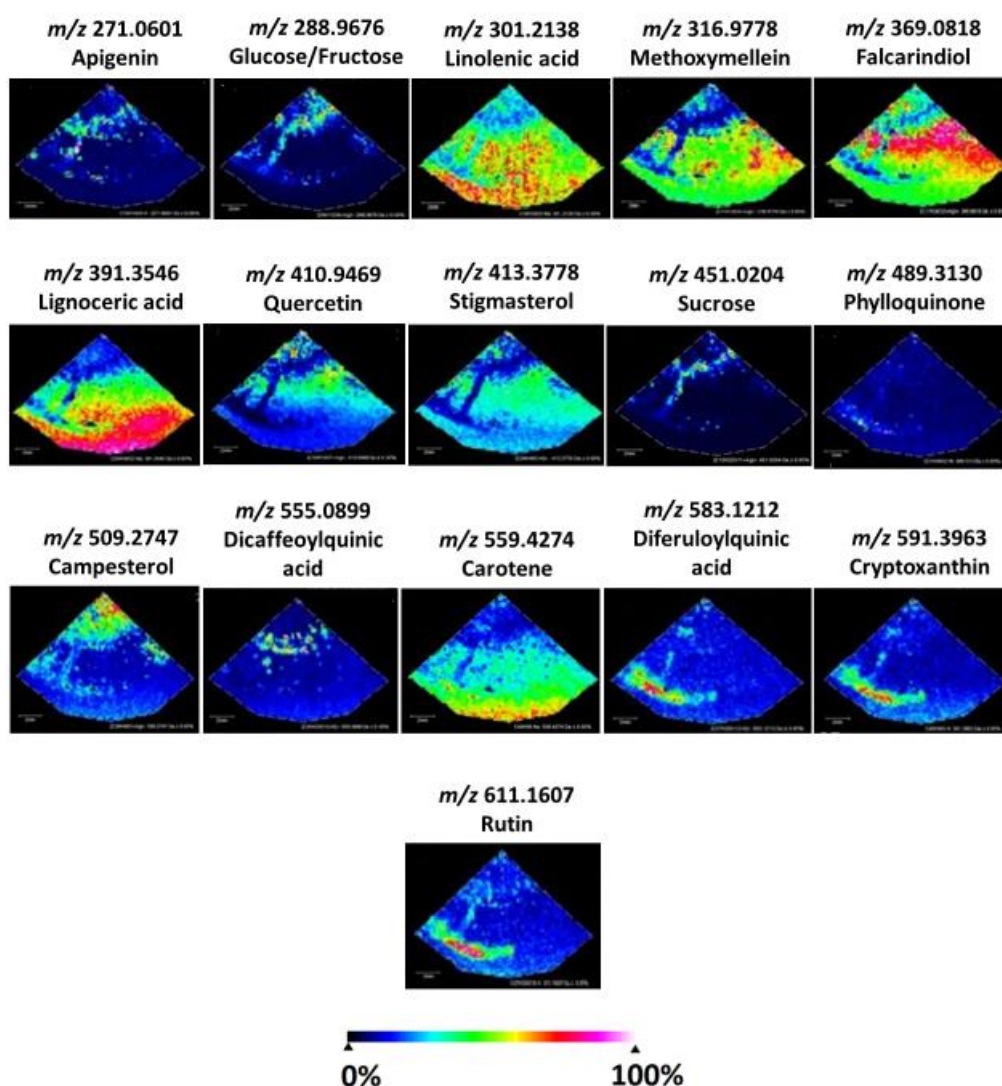 m/z 271.0601
Apigenin
m/z 288.9676
Glucose/Fructose
m/z 301.2138
Linolenic acid
m/z 316.9778
Methoxymellein
m/z 369.0818
Falcarindiol
m/z 391.3546
Lignoceric acid
m/z 410.9469
Quercetin
m/z 413.3778
Stigmasterol
m/z 451.0204
Sucrose
m/z 489.3130
Phylloquinone
m/z 509.2747
Campesterol
m/z 555.0899
Dicaffeoylquinic
acid
m/z 559.4274
Carotene
m/z 583.1212
Diferuloylquinic
acid
m/z 591.3963
Cryptoxanthin
m/z 611.1607
Rutin
0%
100%